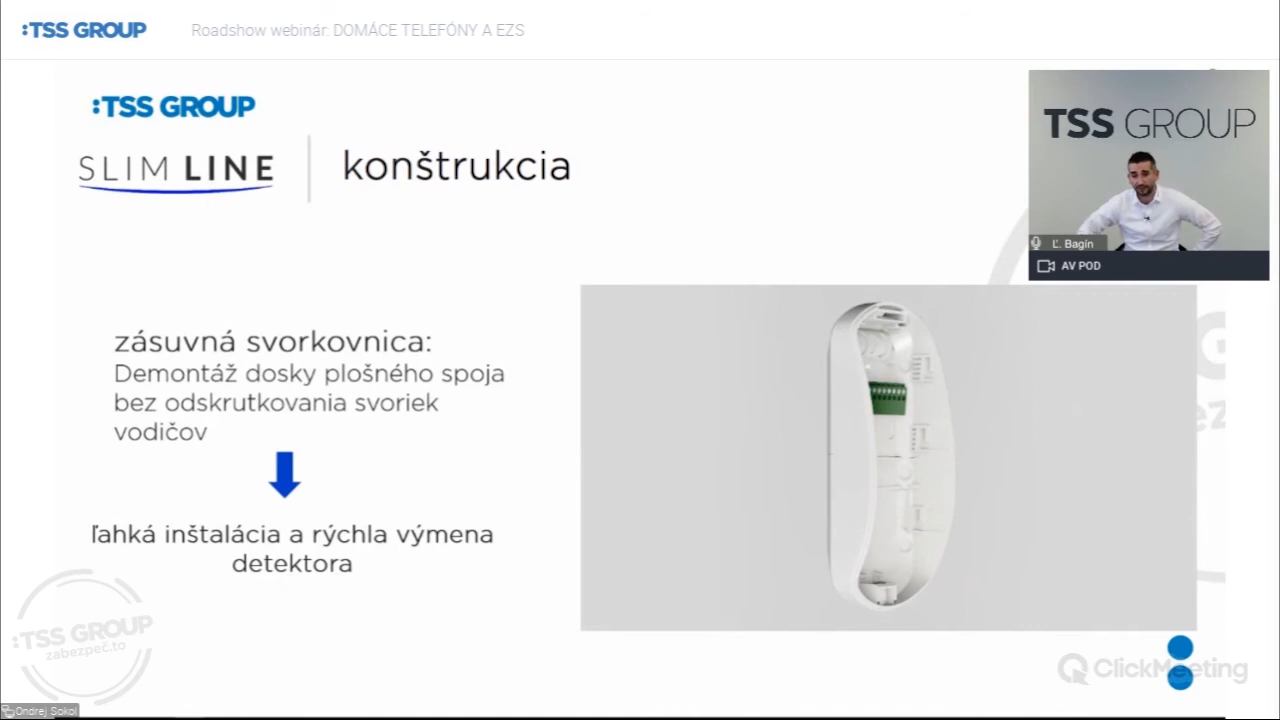 :TSS GROUP
Roadshow webinár: DOMÁCE TELEFÓNY A EZS
:TSS GROUP
SLIM LINE
konštrukcia
TSS GROUP
Ľ. Bagín
AV POD
zásuvná svorkovnica:
Demontáž dosky plošného spoja
bez odskrutkovania svoriek
vodičov
ľahká inštalácia a rýchla výmena
detektora
:TSS GROUP
zabezpeč.to
ClickMeeting
Ondrej Sokol